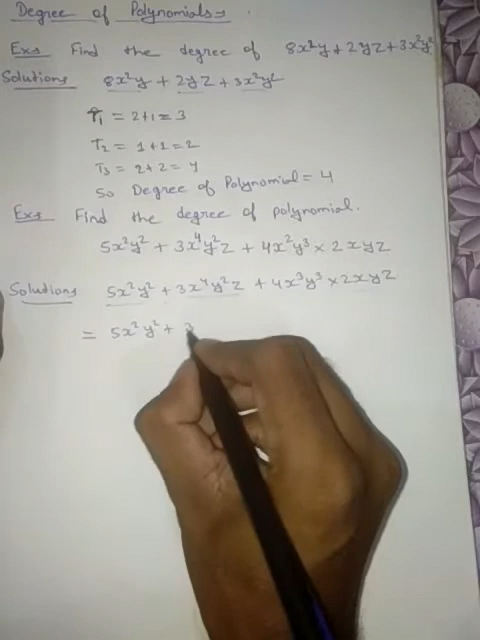 Degree of Polynomials:
Ex: Find the degree of 8x²y + 2yz + 3x²y²
Solution: 8x²y + 2yz + 3x²y²
T₁ = 2+1 = 3
T₂ = 1+1 = 2
T₃ = 2+2 = 4
So Degree of Polynomial = 4
Ex: Find the degree of polynomial.
5x²y² + 3x⁴y²z + 4x²y³ × 2xyz
Solution: 5x²y² + 3x⁴y²z + 4x³y³ × 2xyz
= 5x²y² + 3